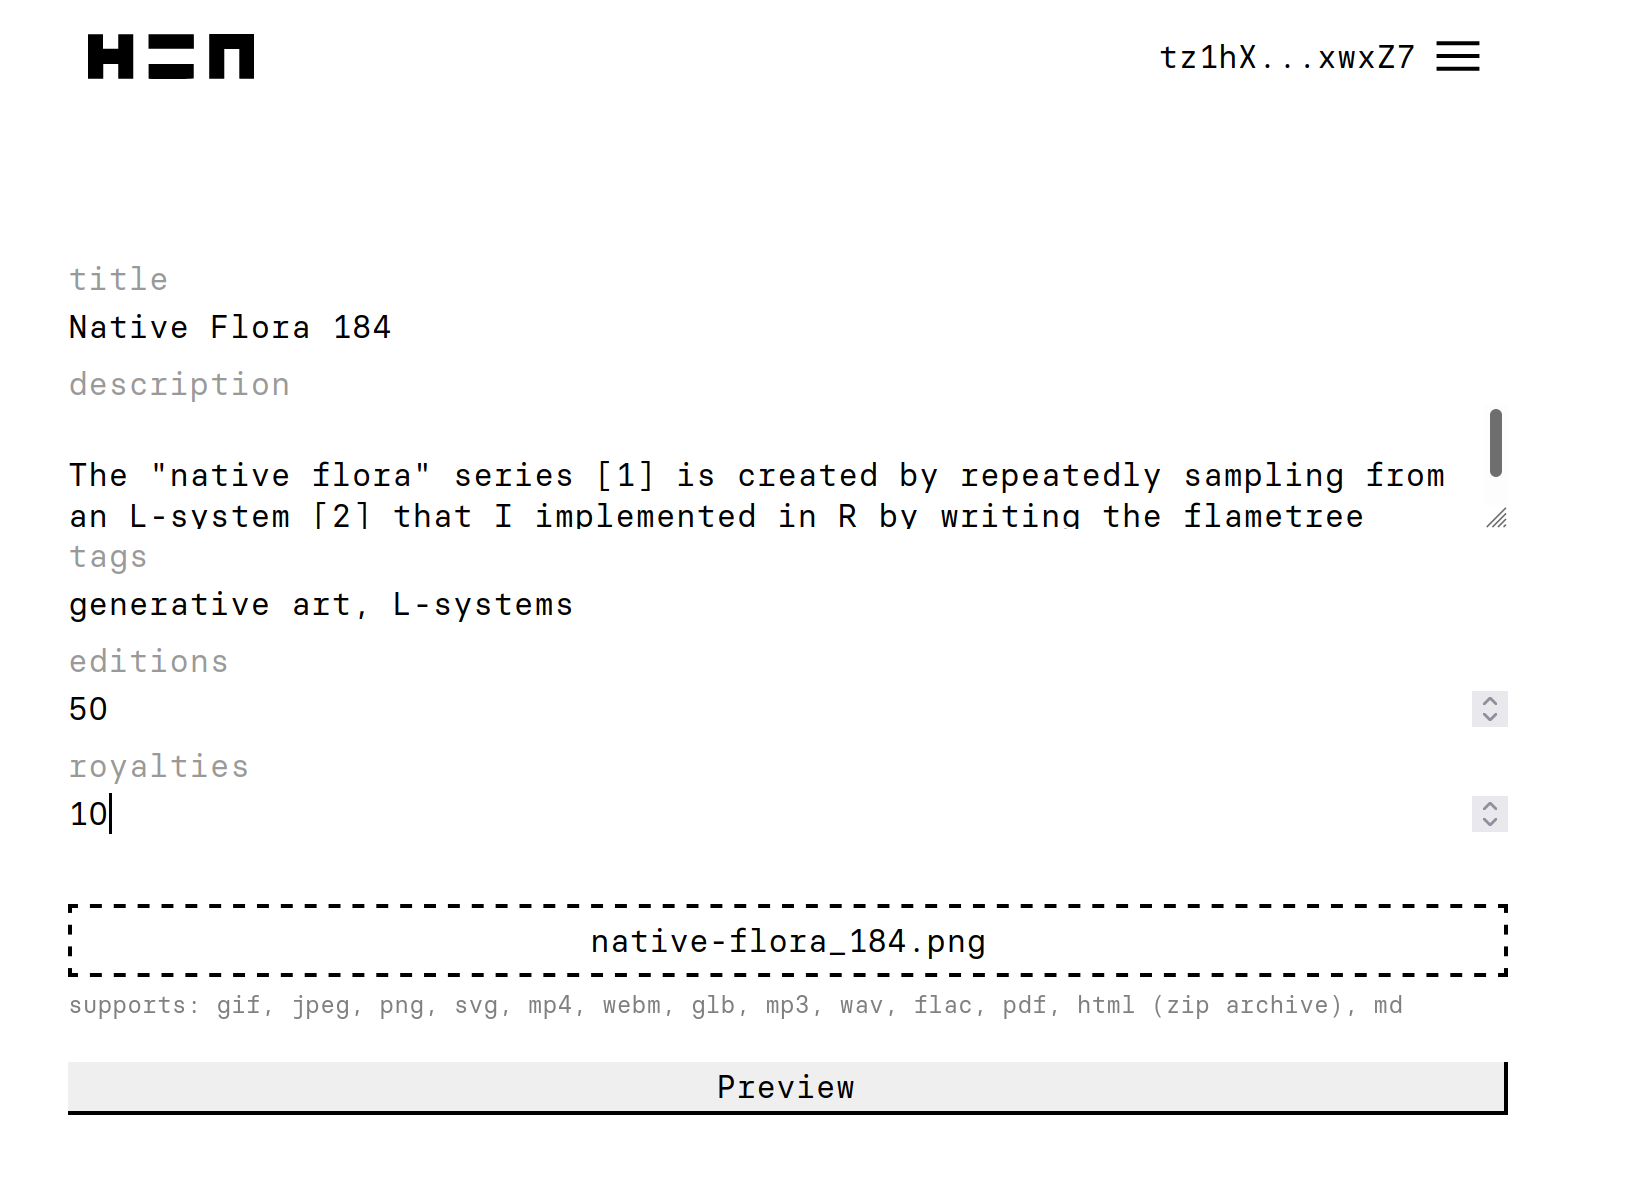 HEN
tz1hX...xwxZ7
title
Native Flora 184
description
The "native flora" series [1] is created by repeatedly sampling from
an L-system [2] that I implemented in R by writing the flametree
tags
generative art, L-systems
editions
50
royalties
10
native-flora_184.png
supports: gif, jpeg, png, svg, mp4, webm, glb, mp3, wav, flac, pdf, html (zip archive), md
Preview